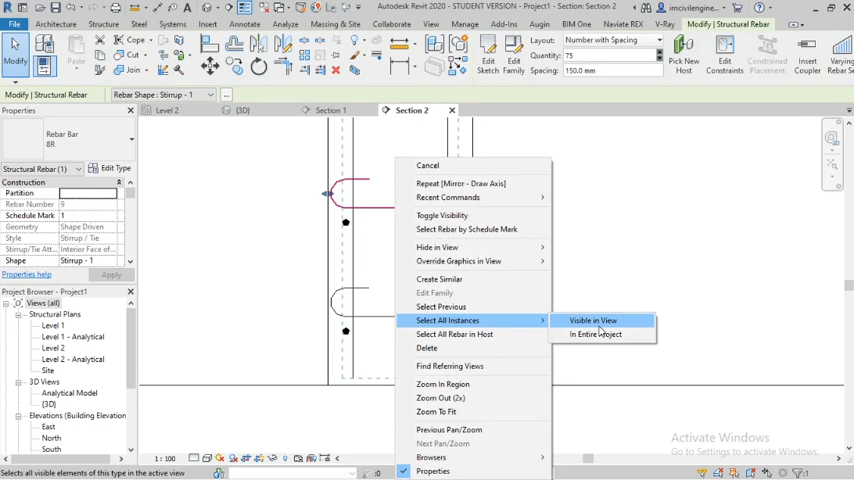 Autodesk Revit 2020 - STUDENT VERSION - Project1 - Section: Section 2
imcivilengine...
File Architecture Structure Steel Systems Insert Annotate Analyze Massing & Site Collaborate View Manage Add-Ins Augin BIM One Naviate REX V-Ray Modify | Structural Rebar
Modify
Paste
Cope
Cut
Join
Edit Sketch
Edit Family
Layout: Number with Spacing
Quantity: 75
Spacing: 150.0 mm
Pick New Host
Edit Constraints
Constrained Placement
Insert Coupler
Varying Rebar Se
Modify | Structural Rebar Rebar Shape : Stirrup - 1 ...
Properties
Level 2 {3D} Section 1 Section 2
Rebar Bar
8R
Structural Rebar (1) Edit Type
Construction
Partition
Rebar Number 9
Schedule Mark 1
Geometry Shape Driven
Style Stirrup / Tie
Stirrup/Tie Att... Interior Face of...
Shape Stirrup - 1
Properties help Apply
Project Browser - Project1
Views (all)
Structural Plans
Level 1
Level 1 - Analytical
Level 2
Level 2 - Analytical
Site
3D Views
Analytical Model
{3D}
Elevations (Building Elevation
East
North
South
Cancel
Repeat [Mirror - Draw Axis]
Recent Commands
Toggle Visibility
Select Rebar by Schedule Mark
Hide in View
Override Graphics in View
Create Similar
Edit Family
Select Previous
Select All Instances
Visible in View
In Entire Project
Select All Rebar in Host
Delete
Find Referring Views
Zoom In Region
Zoom Out (2x)
Zoom To Fit
Previous Pan/Zoom
Next Pan/Zoom
Browsers
Properties
Activate Windows
Go to Settings to activate Windows.
1 : 100
Selects all visible elements of this type in the active view
:0
:1